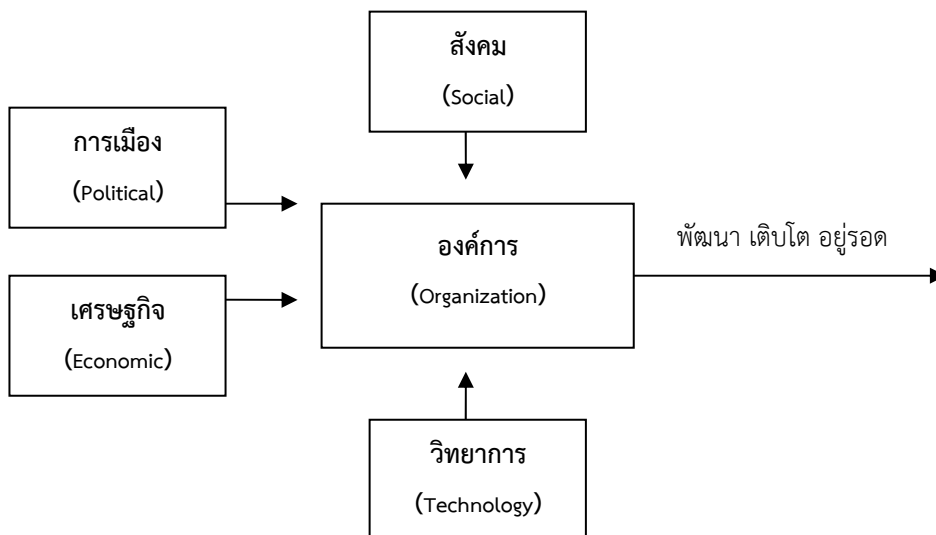 สังคม
(Social)
การเมือง
(Political)
องค์การ
(Organization)
พัฒนา เติบโต อยู่รอด
เศรษฐกิจ
(Economic)
วิทยาการ
(Technology)